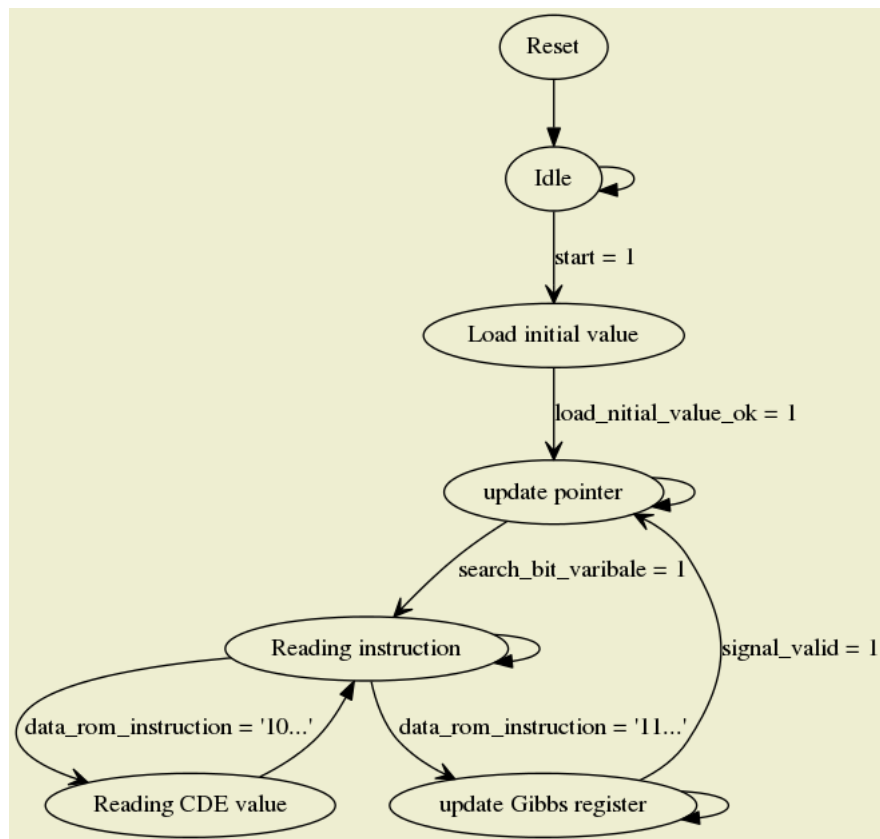 Reset
Idle
start = 1
Load initial value
load_nitial_value_ok = 1
update pointer
search_bit_varibale = 1
Reading instruction
signal_valid = 1
data_rom_instruction = '10...'
data_rom_instruction = '11...'
Reading CDE value
update Gibbs register